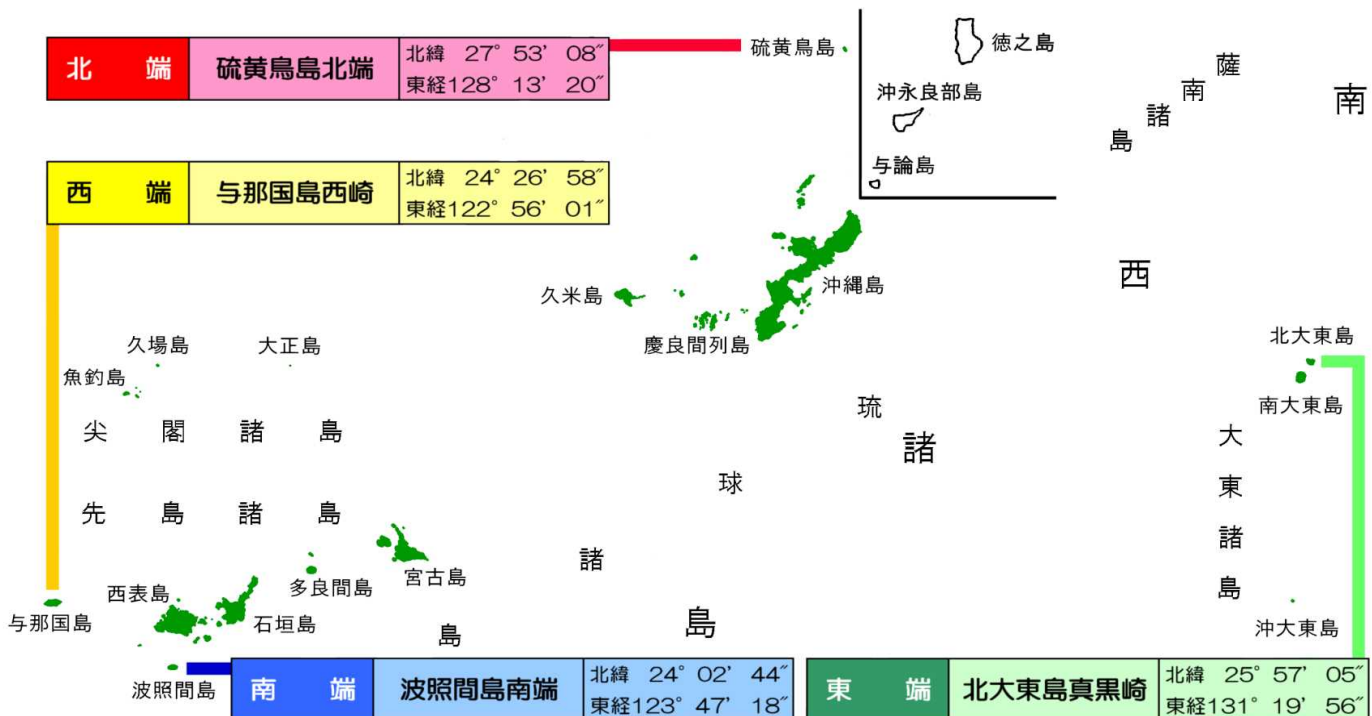 北端 硫黄鳥島北端 北緯 27° 53’ 08”
東経128° 13’ 20”
硫黄鳥島
徳之島
沖永良部島
与論島
薩南諸島
南西諸島
西端 与那国島西崎 北緯 24° 26’ 58”
東経122° 56’ 01”
沖縄島
久米島
慶良間列島
久場島
大正島
魚釣島
尖閣諸島
先島諸島
琉球諸島
北大東島
南大東島
大東諸島
沖大東島
宮古島
多良間島
西表島
石垣島
与那国島
波照間島
南端 波照間島南端 北緯 24° 02’ 44”
東経123° 47’ 18”
東端 北大東島真黒崎 北緯 25° 57’ 05”
東経131° 19’ 56”